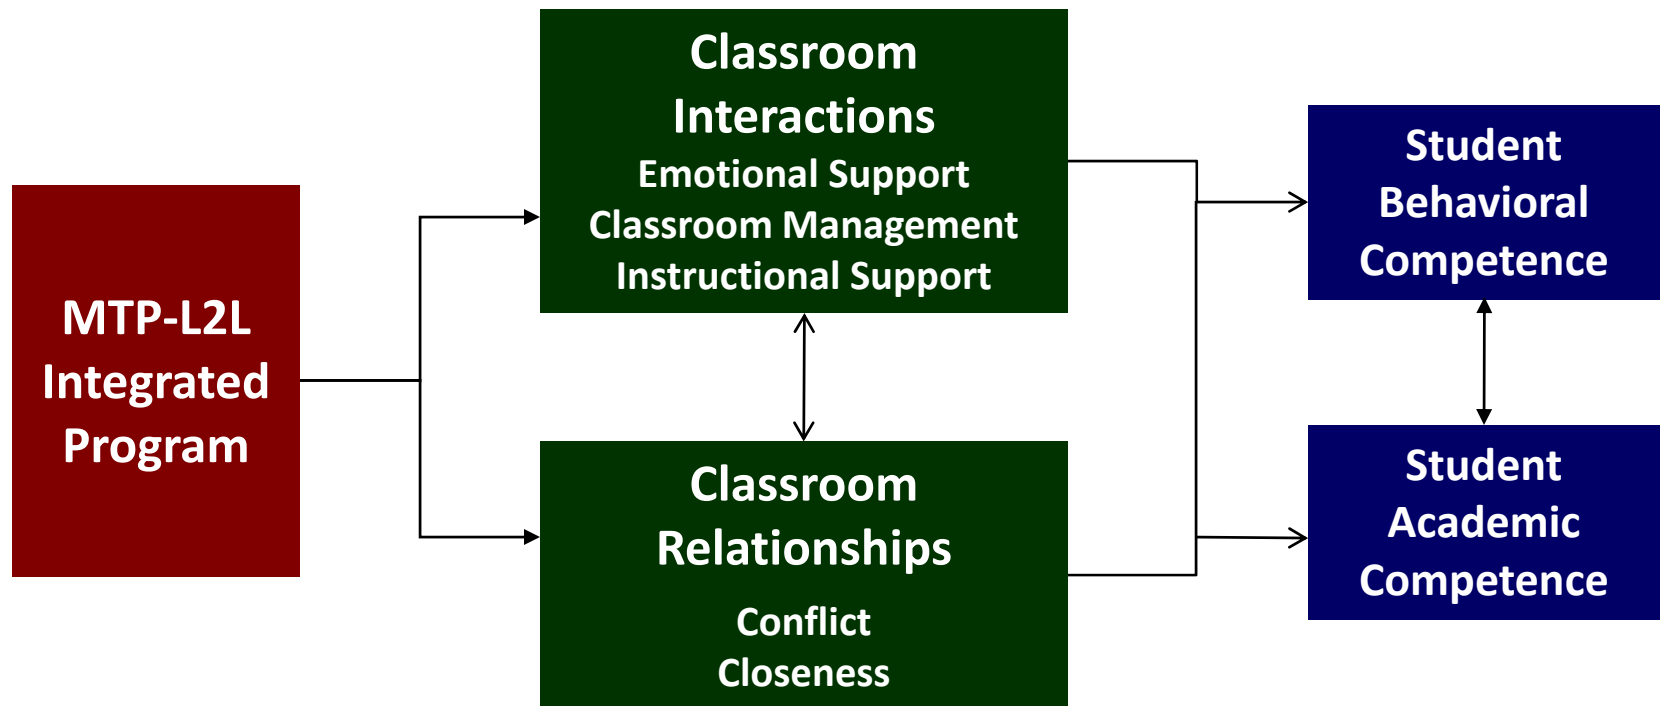 MTP-L2L
Integrated
Program
Classroom
Interactions
Emotional Support
Classroom Management
Instructional Support
Classroom
Relationships
Conflict
Closeness
Student
Behavioral
Competence
Student
Academic
Competence